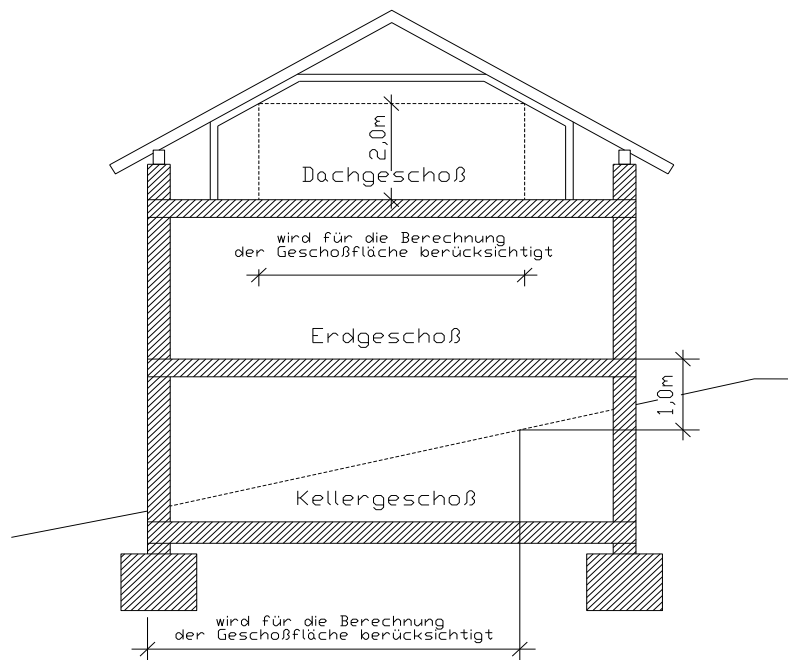 2,0m
Dachgeschoß
wird für die Berechnung
der Geschoßfläche berücksichtigt
Erdgeschoß
1,0m
Kellergeschoß
wird für die Berechnung
der Geschoßfläche berücksichtigt